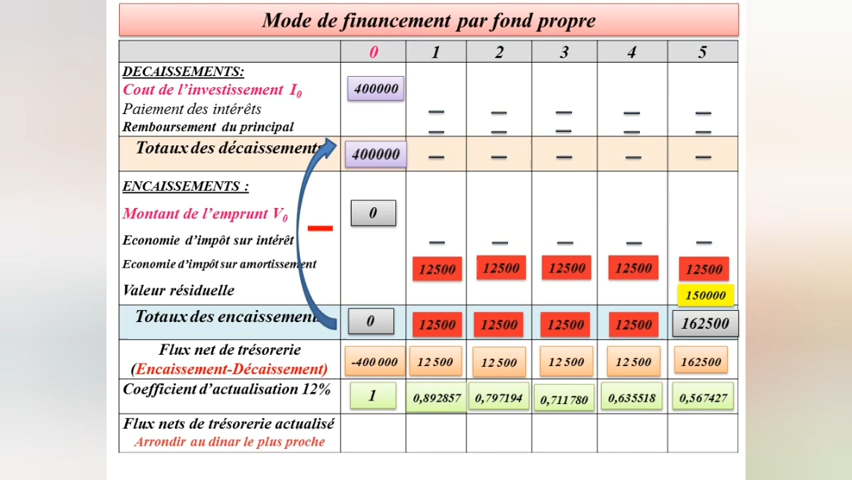 Mode de financement par fond propre
0 1 2 3 4 5
DECAISSEMENTS:
Cout de l'investissement I0 400000
Paiement des intérêts — — — — —
Remboursement du principal — — — — —
Totaux des décaissements 400000 — — — — —
ENCAISSEMENTS :
Montant de l'emprunt V0 0
Economie d'impôt sur intérêt — — — — —
Economie d'impôt sur amortissement 12500 12500 12500 12500 12500
Valeur résiduelle 150000
Totaux des encaissement 0 12500 12500 12500 12500 162500
Flux net de trésorerie
(Encaissement-Décaissement) -400 000 12 500 12 500 12 500 12 500 162500
Coefficient d'actualisation 12% 1 0,892857 0,797194 0,711780 0,635518 0,567427
Flux nets de trésorerie actualisé
Arrondir au dinar le plus proche